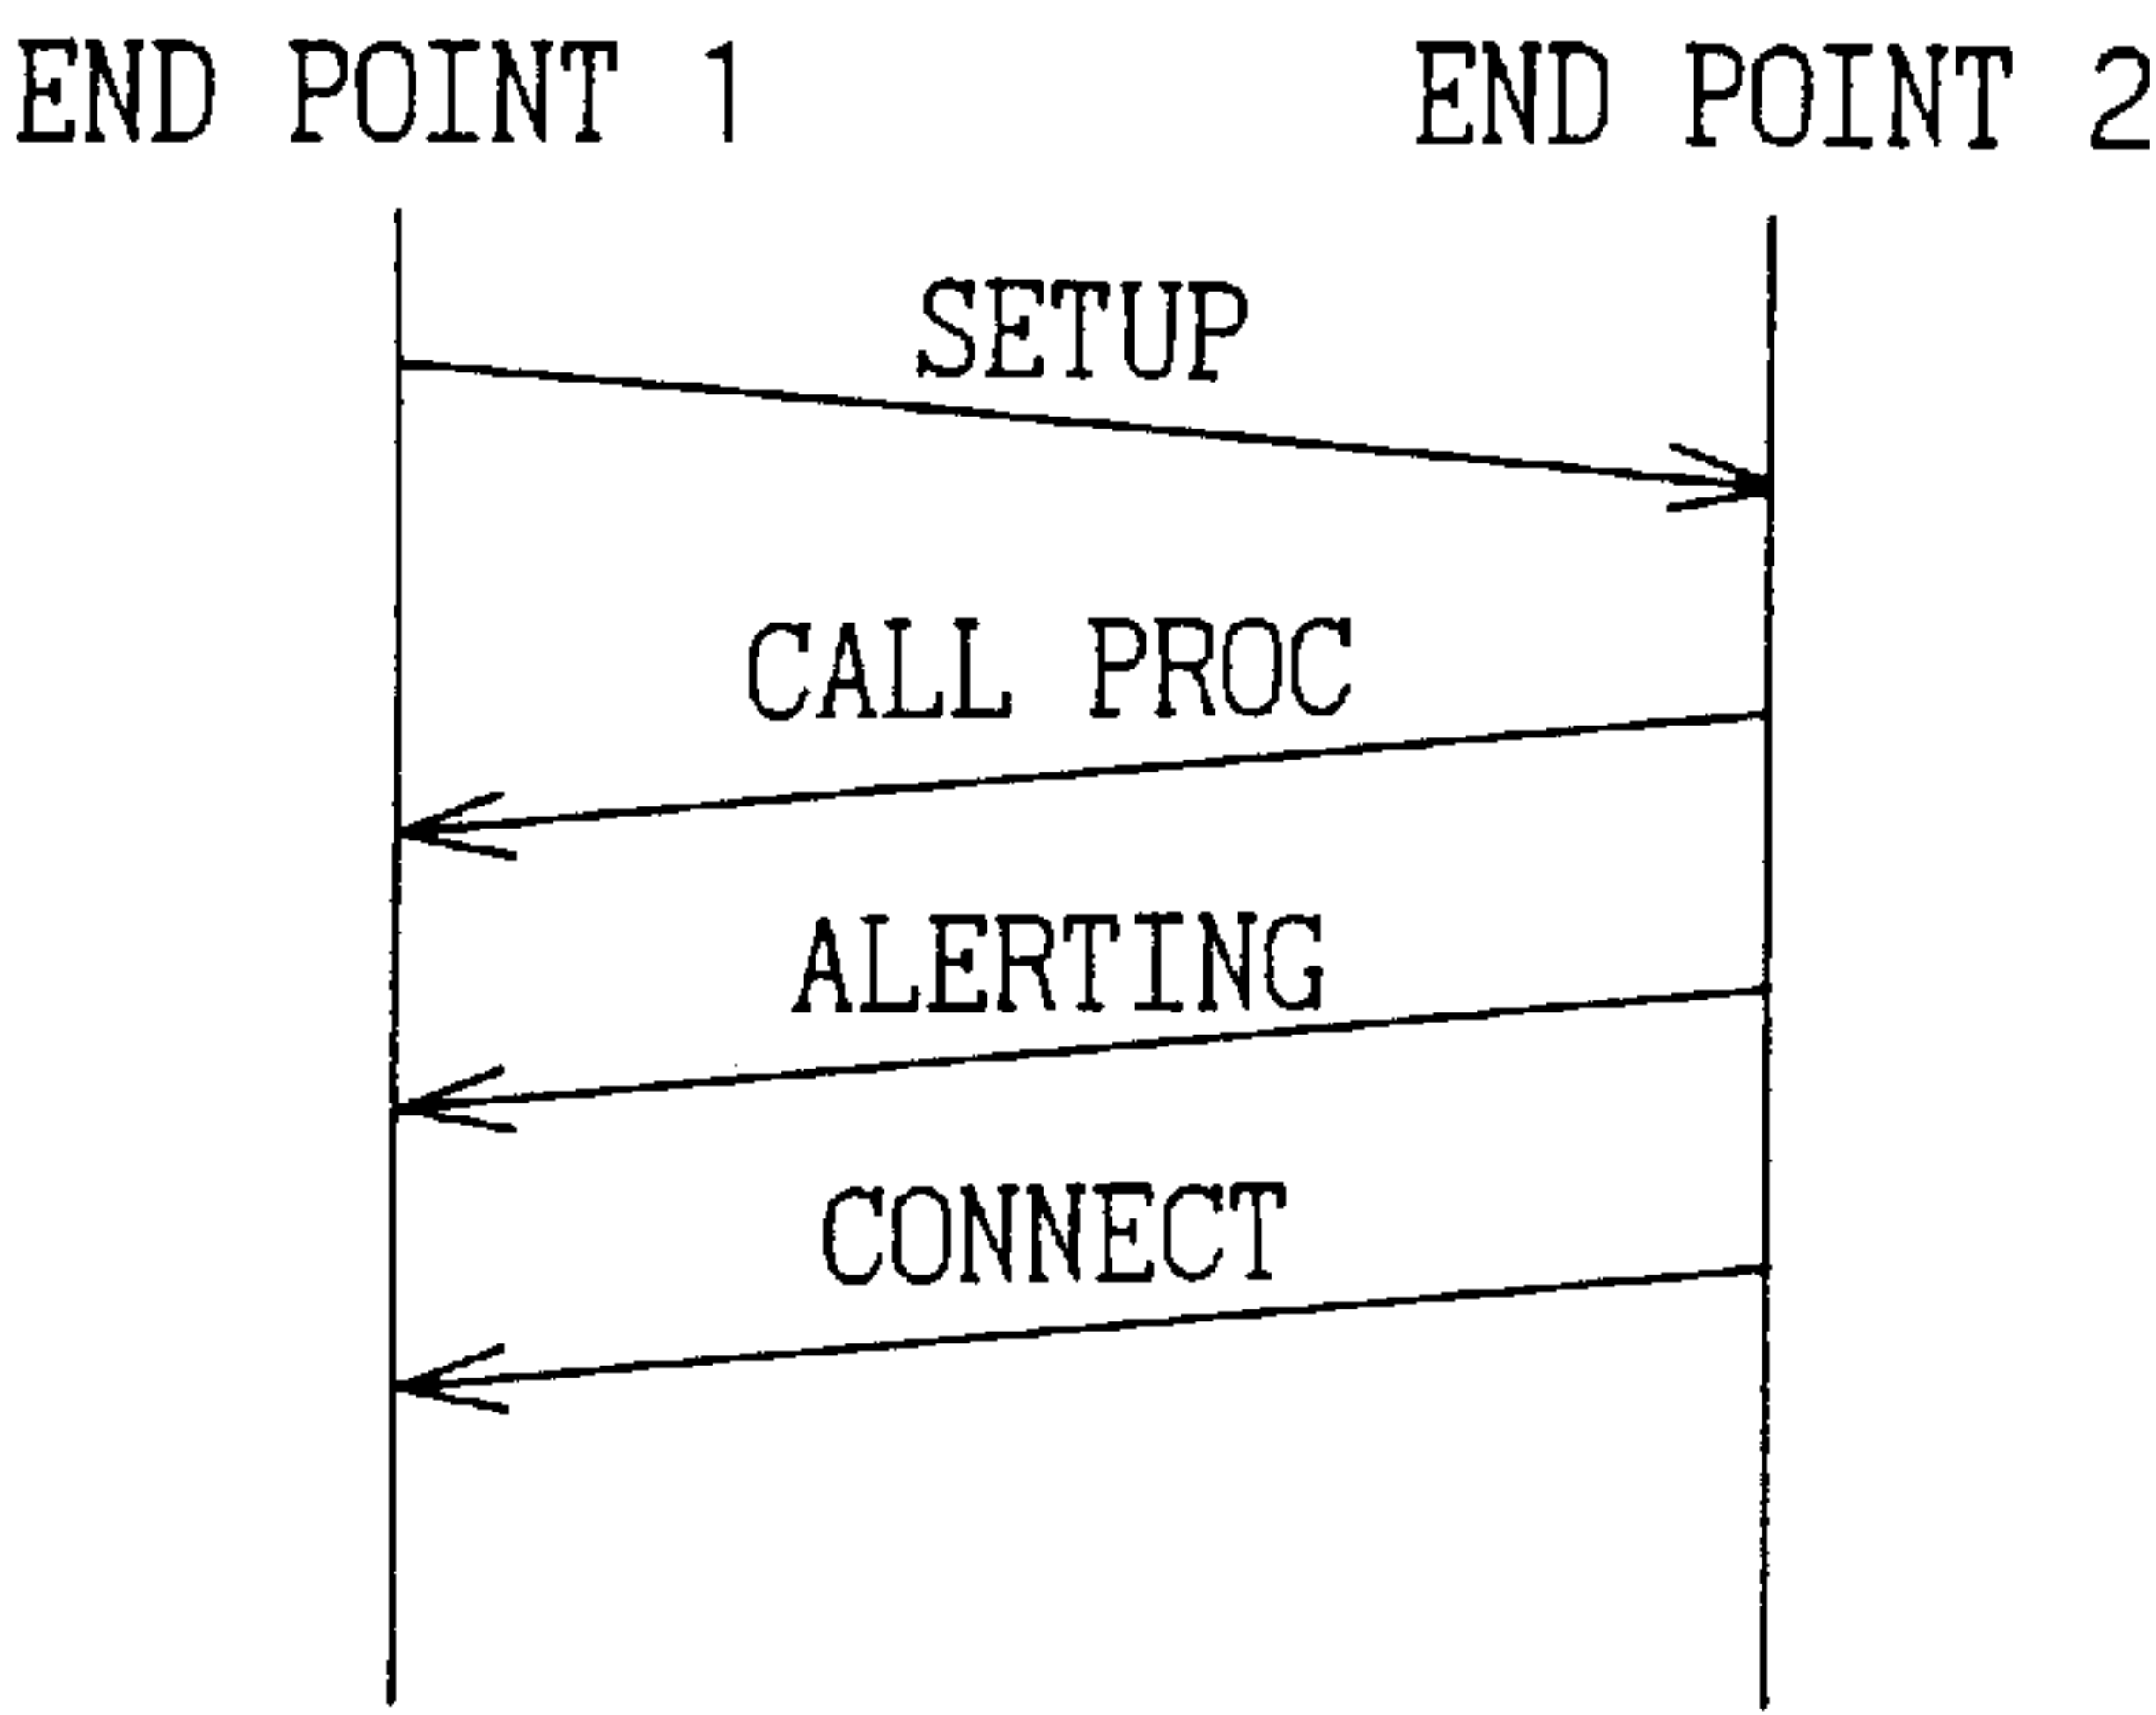 END POINT 1
END POINT 2
SETUP
CALL PROC
ALERTING
CONNECT